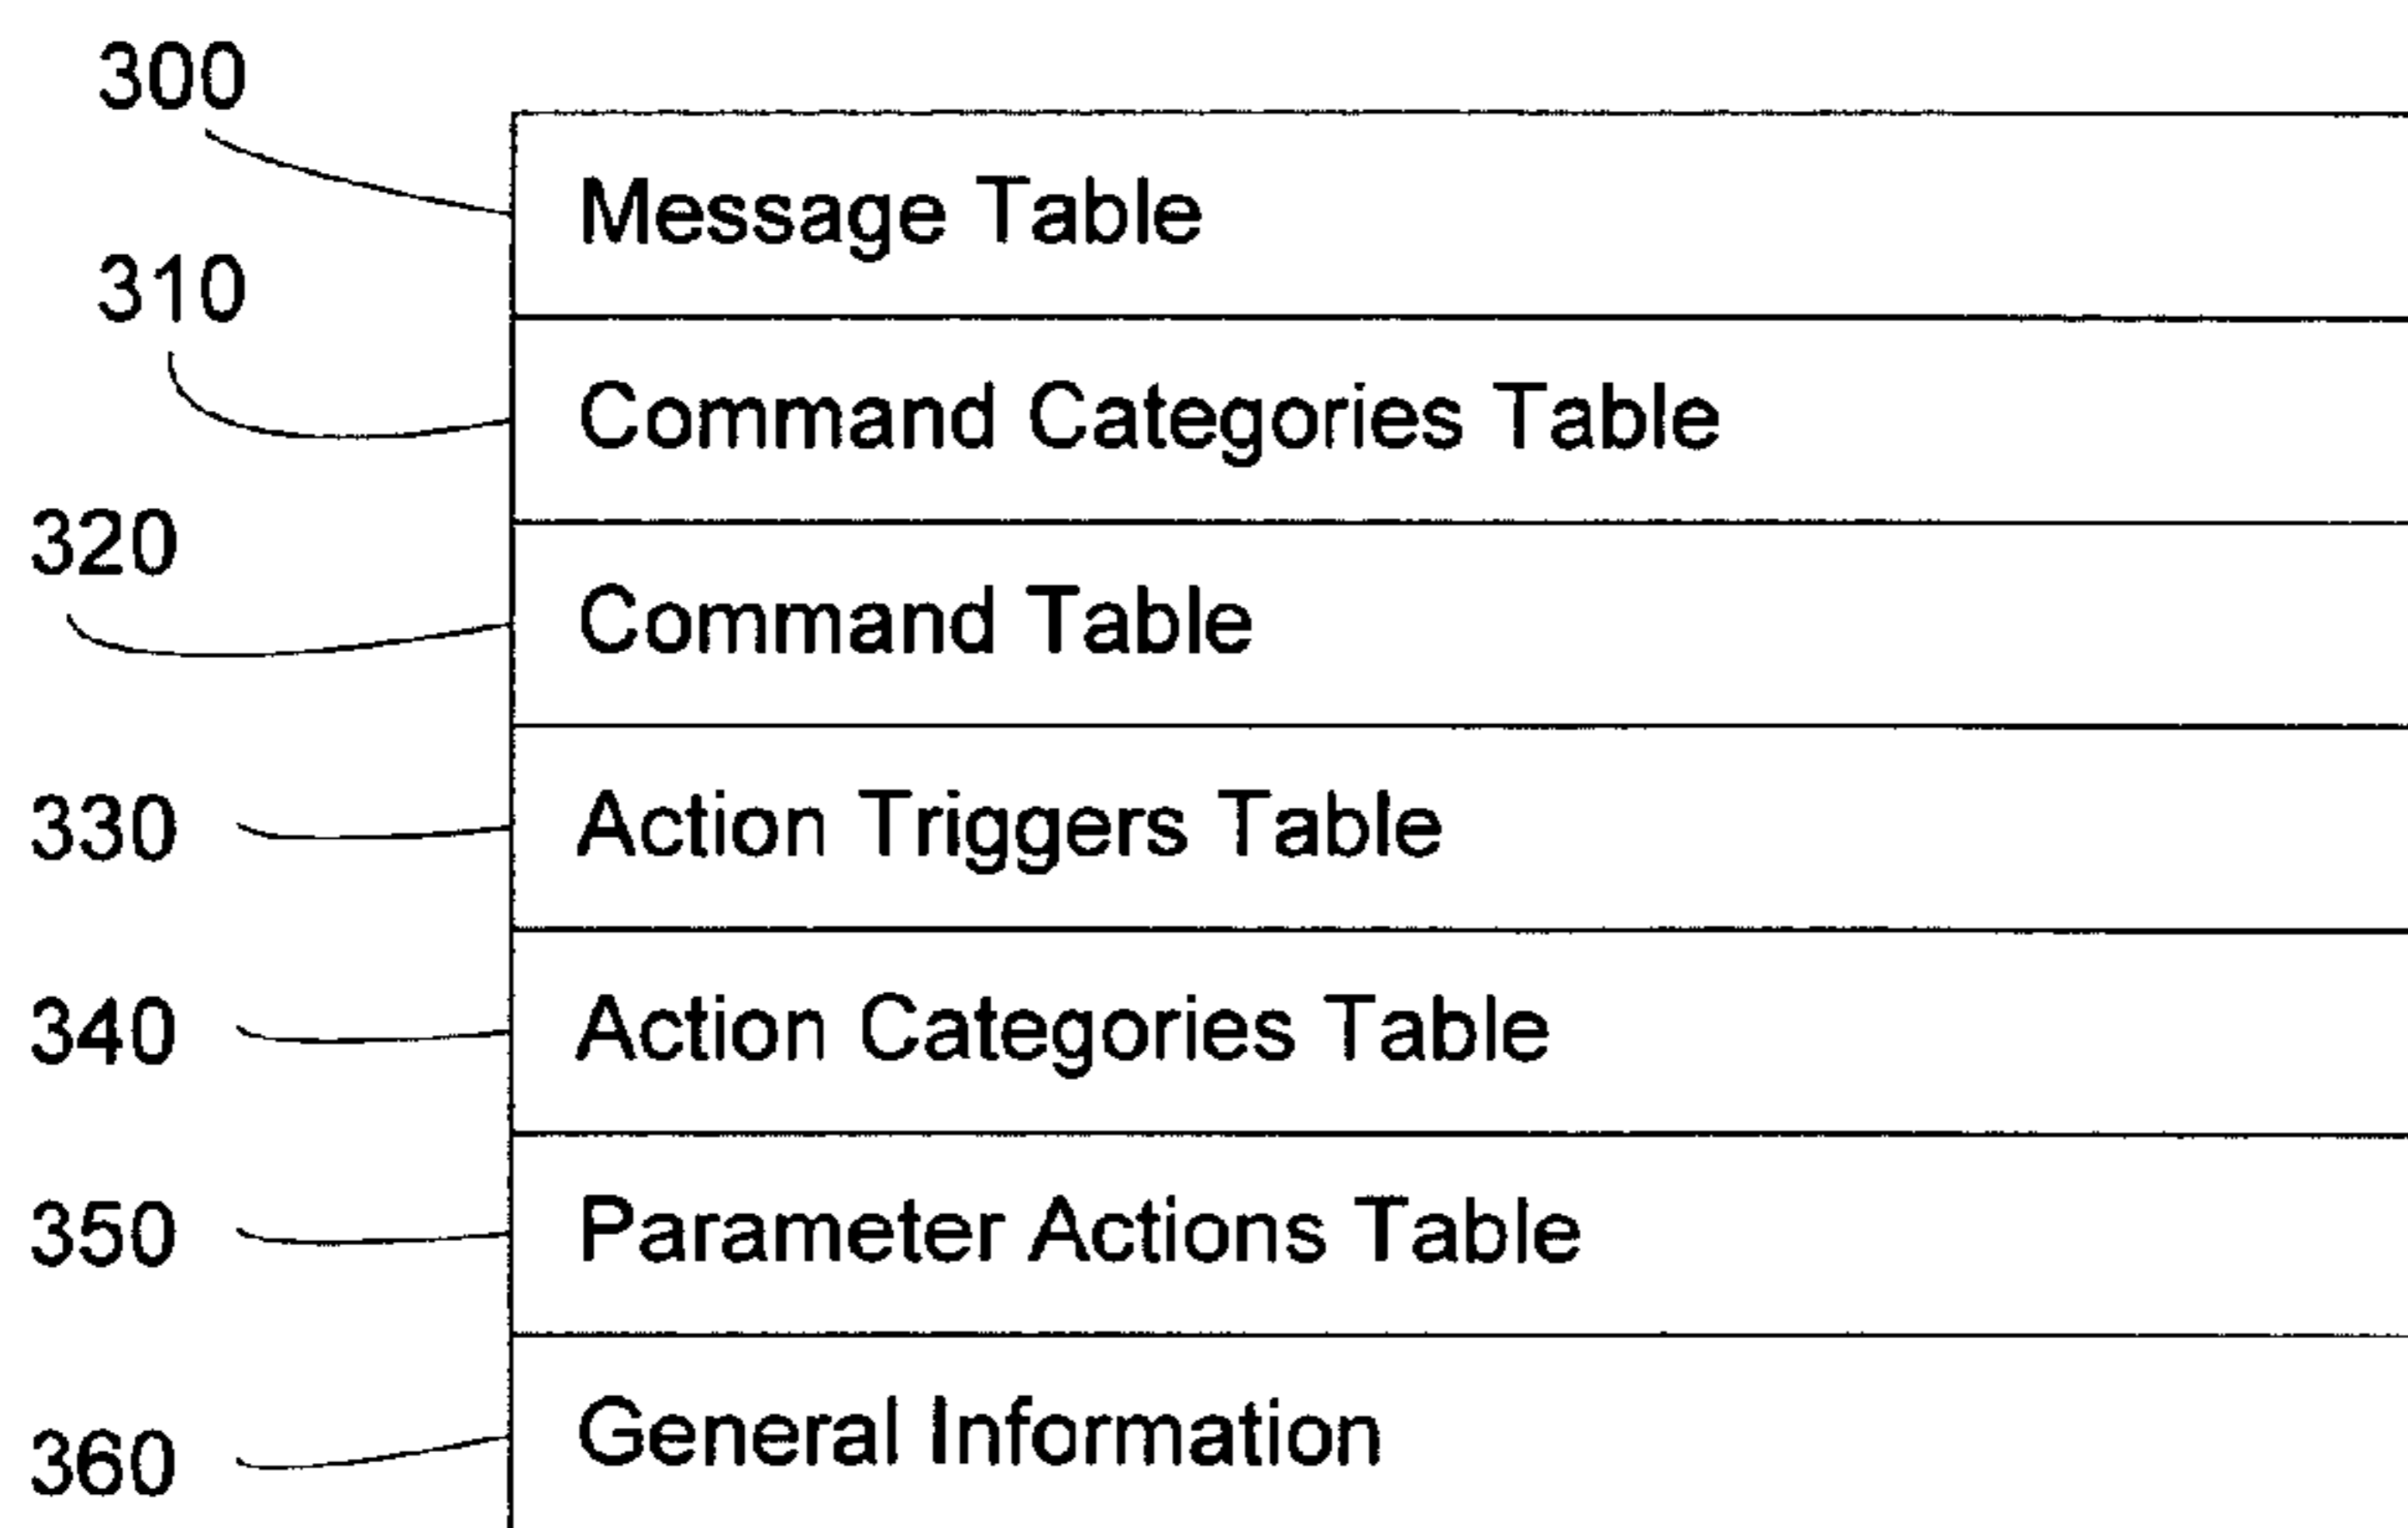 300
Message Table
310
Command Categories Table
320
Command Table
330
Action Triggers Table
340
Action Categories Table
350
Parameter Actions Table
360
General Information